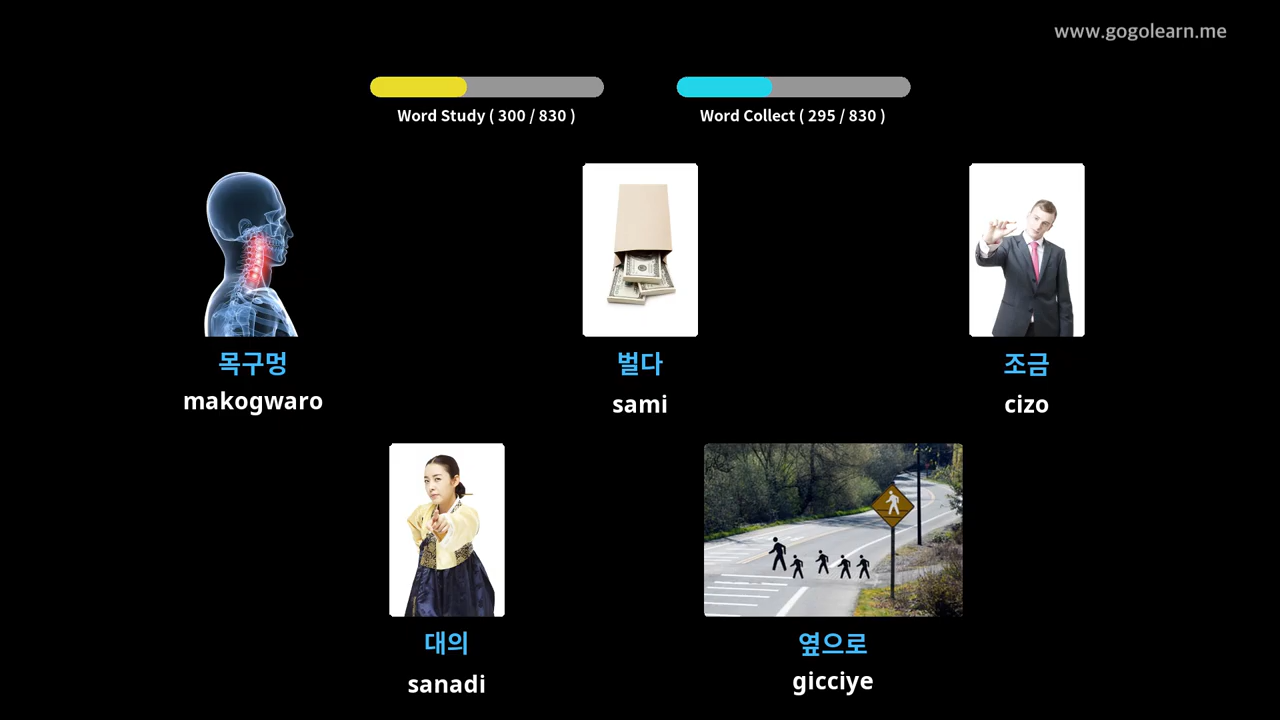 www.gogolearn.me
Word Study ( 300 / 830 )
Word Collect ( 295 / 830 )
목구멍
makogwaro
벌다
sami
조금
cizo
대의
sanadi
옆으로
gicciye